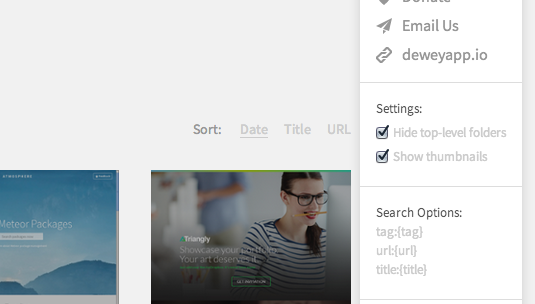 Donate
Email Us
deweyapp.io
Settings:
Hide top-level folders
Show thumbnails
Search Options:
tag:{tag}
url:{url}
title:{title}
Sort: Date Title URL
ATMOSPHERE
Meteor Packages
Triangly
Showcase your portfolio.
Your art deserves it.
GET INVITATION